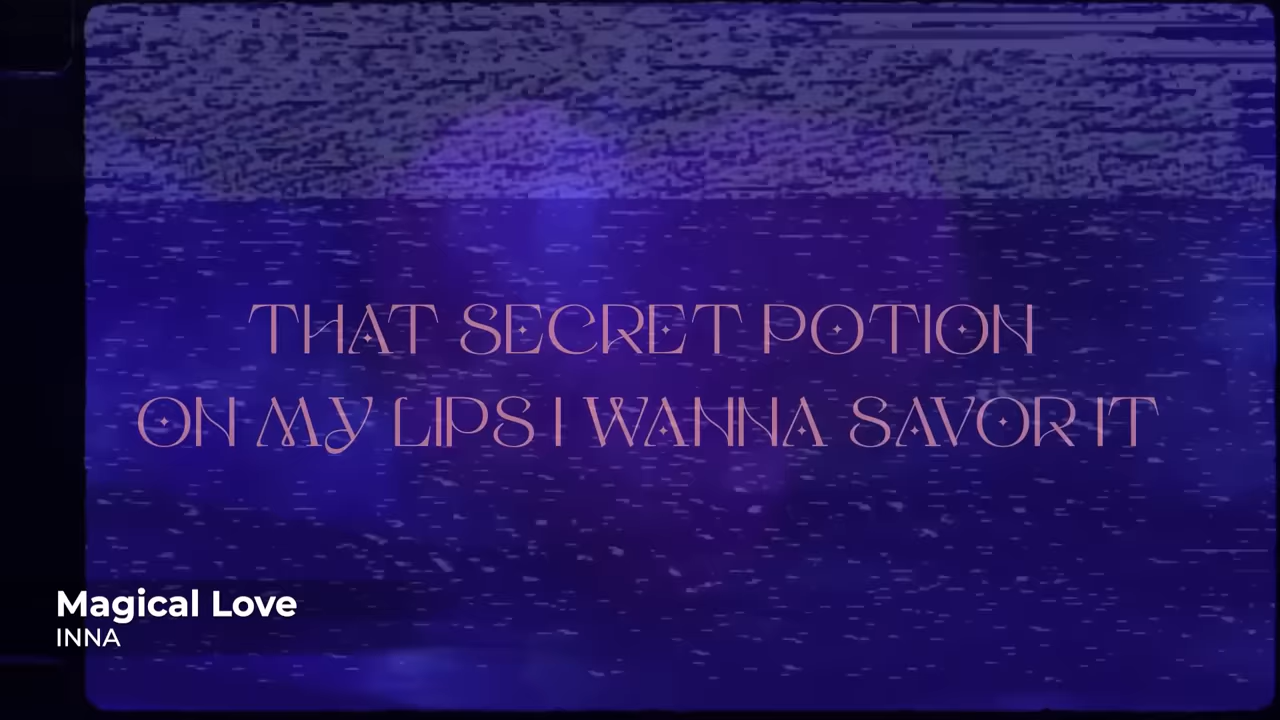 THAT SECRET POTION
ON MY LIPS I WANNA SAVOR IT
Magical Love
INNA